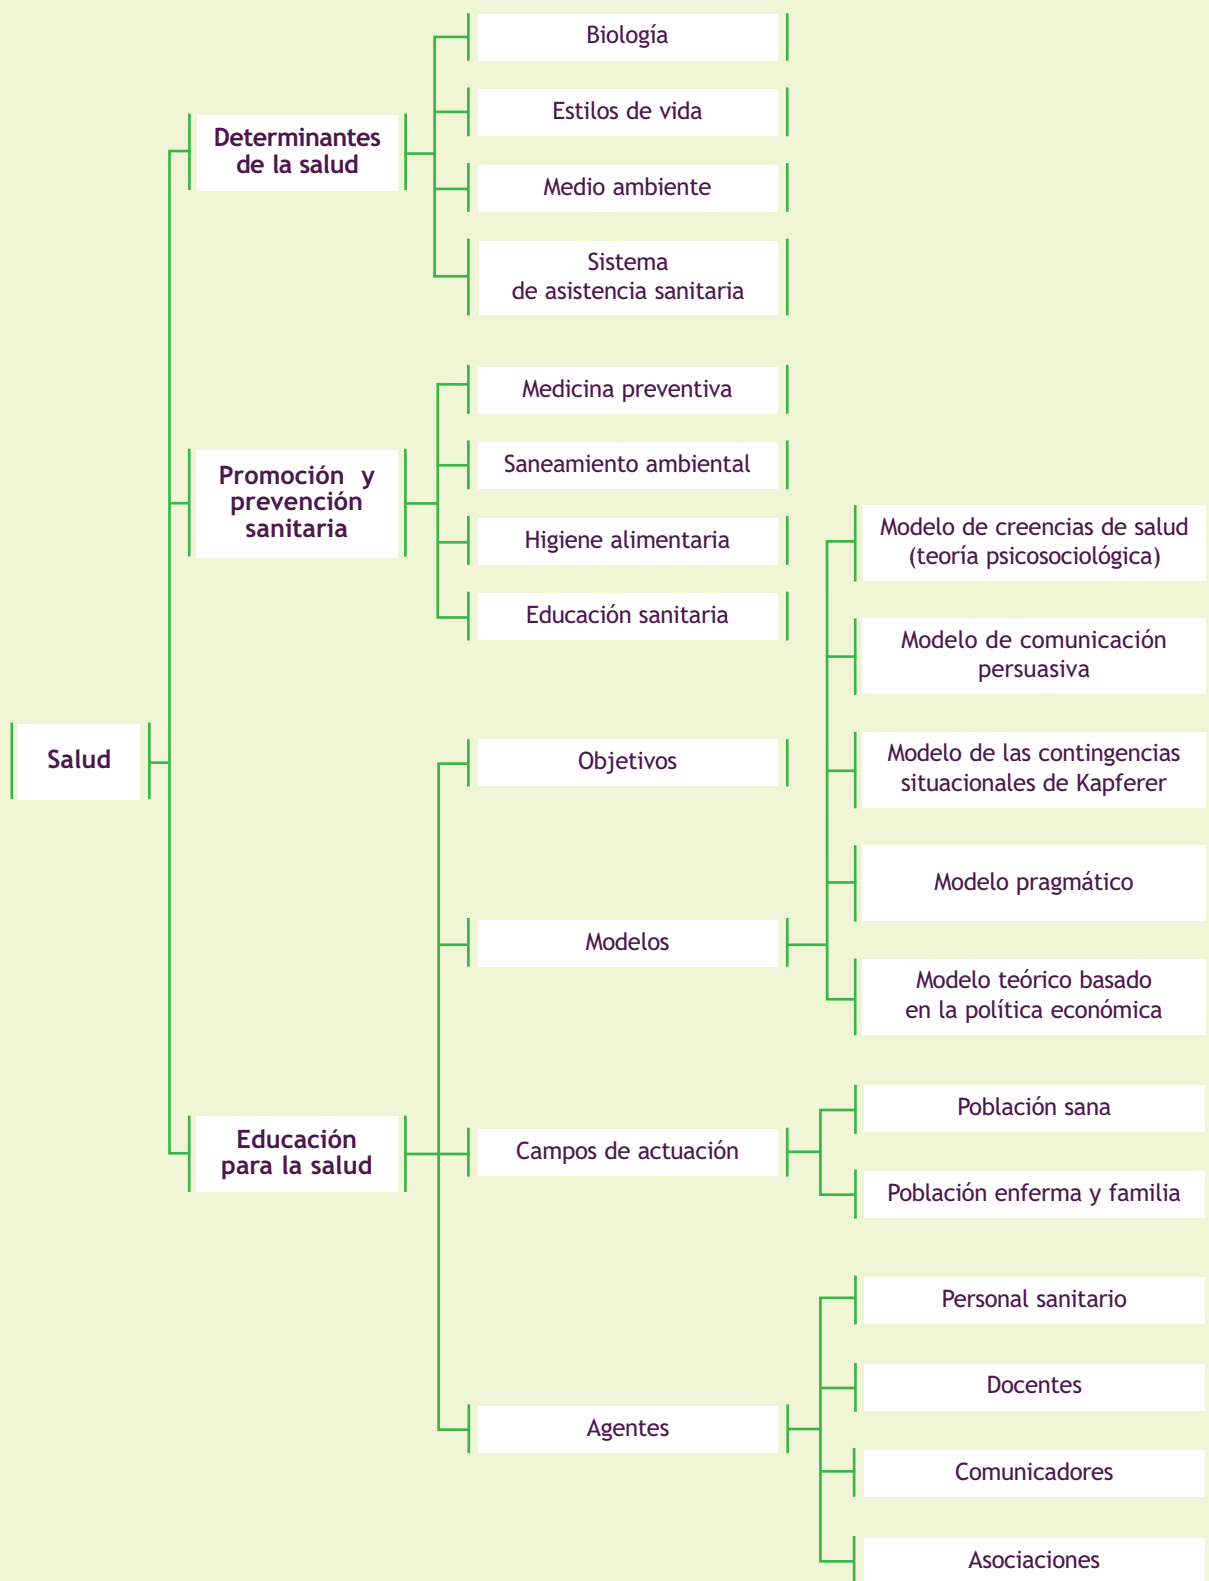 Salud
Determinantes
de la salud
Biología
Estilos de vida
Medio ambiente
Sistema
de asistencia sanitaria
Promoción y
prevención
sanitaria
Medicina preventiva
Saneamiento ambiental
Higiene alimentaria
Educación sanitaria
Educación
para la salud
Objetivos
Modelos
Modelo de creencias de salud
(teoría psicosociológica)
Modelo de comunicación
persuasiva
Modelo de las contingencias
situacionales de Kapferer
Modelo pragmático
Modelo teórico basado
en la política económica
Campos de actuación
Población sana
Población enferma y familia
Agentes
Personal sanitario
Docentes
Comunicadores
Asociaciones